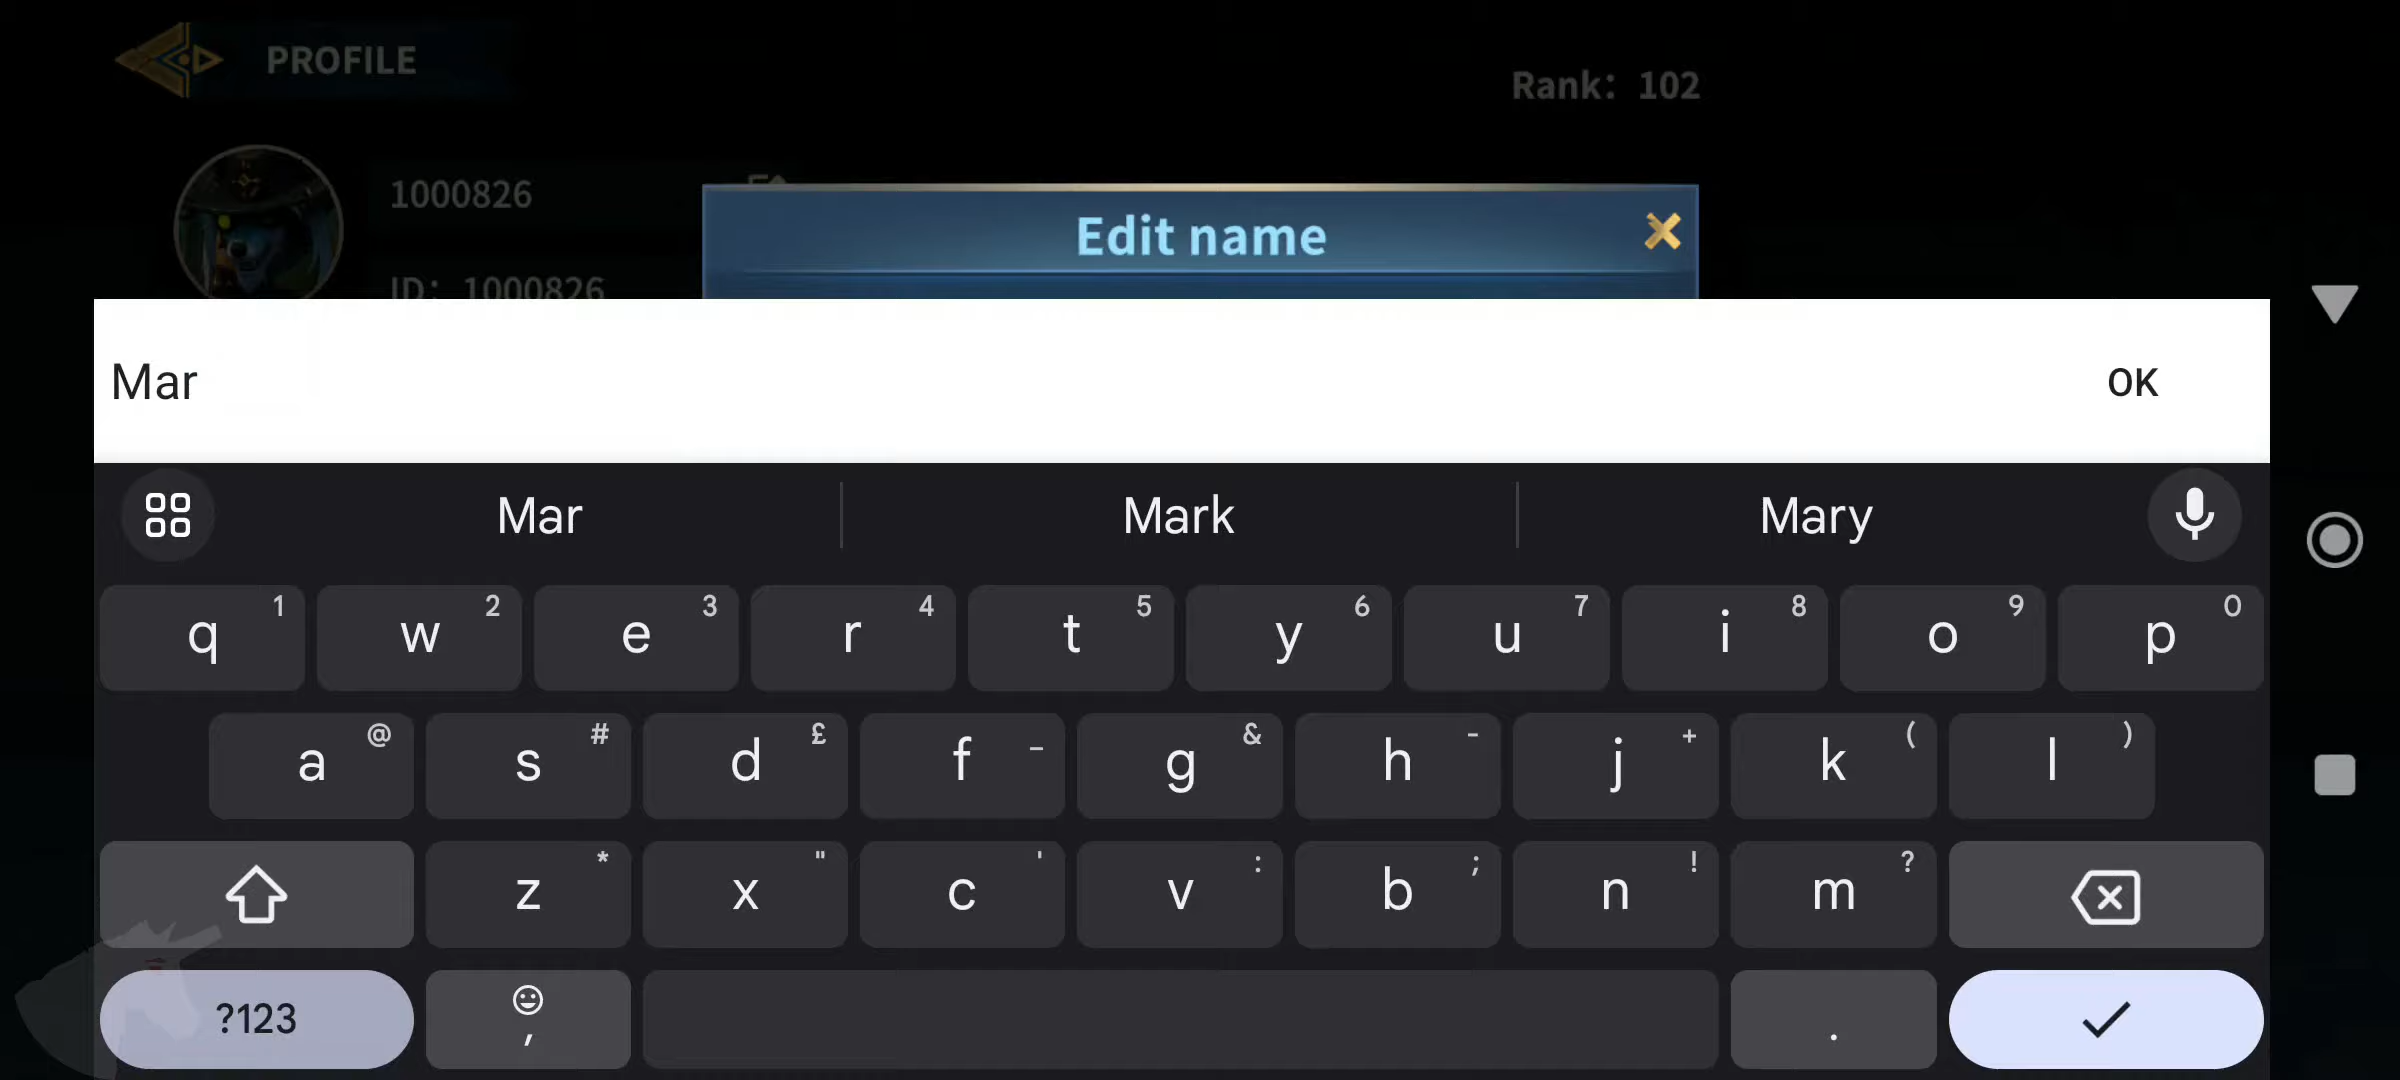 PROFILE
Rank: 102
1000826
ID: 1000826
Edit name
Mar
OK
Mar Mark Mary
q 1 w 2 e 3 r 4 t 5 y 6 u 7 i 8 o 9 p 0
a @ s # d £ f _ g & h - j + k ( l )
z * x " c ' v : b ; n ! m ?
?123 , .